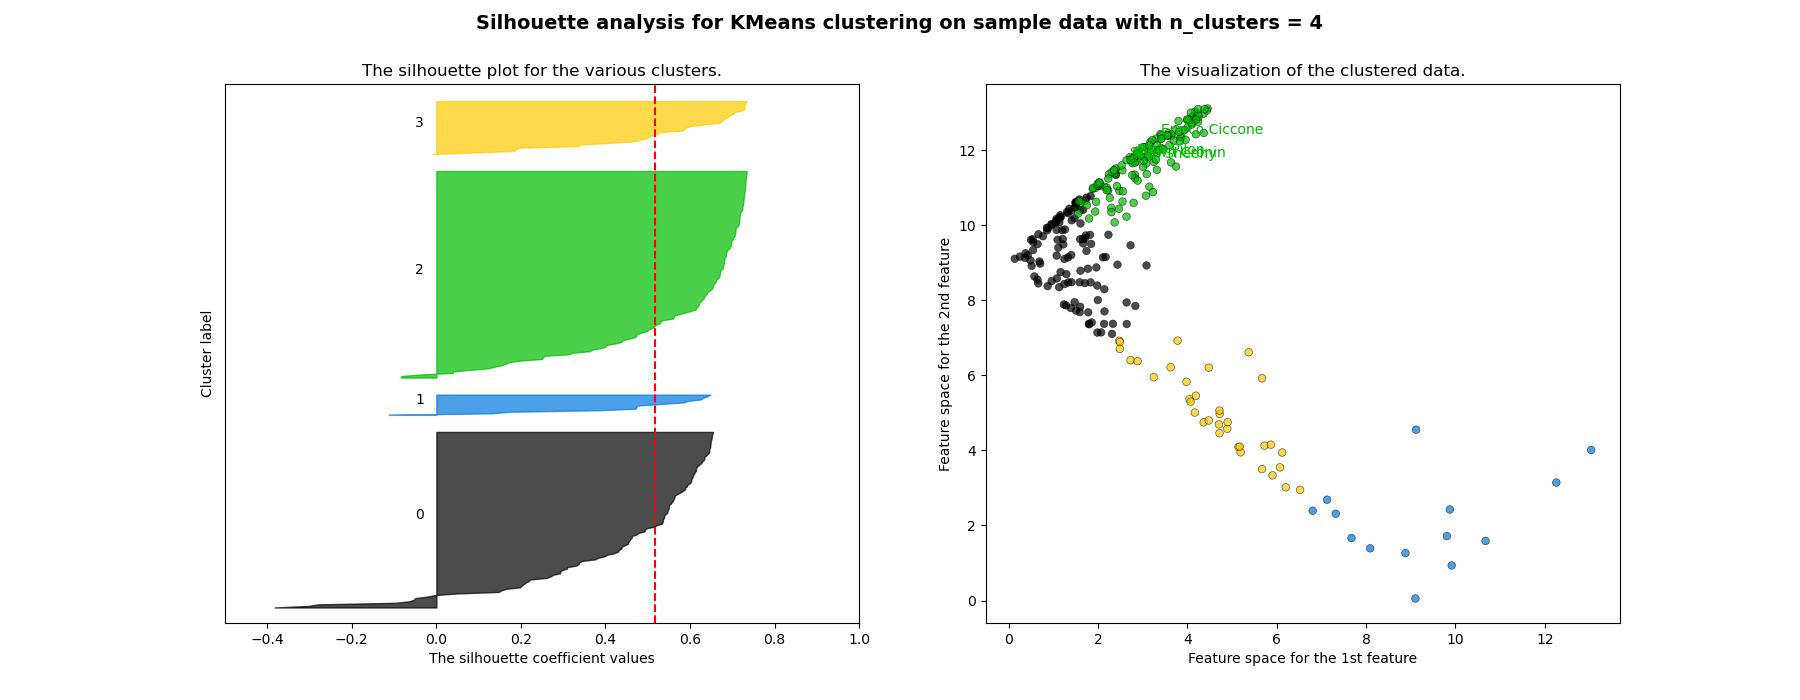 Silhouette analysis for KMeans clustering on sample data with n_clusters = 4
The silhouette plot for the various clusters.
Cluster label
3
2
1
0
−0.4 −0.2 0.0 0.2 0.4 0.6 0.8 1.0
The silhouette coefficient values
The visualization of the clustered data.
Feature space for the 2nd feature
12
10
8
6
4
2
0
Ciccone
Sheehy
0 2 4 6 8 10 12
Feature space for the 1st feature